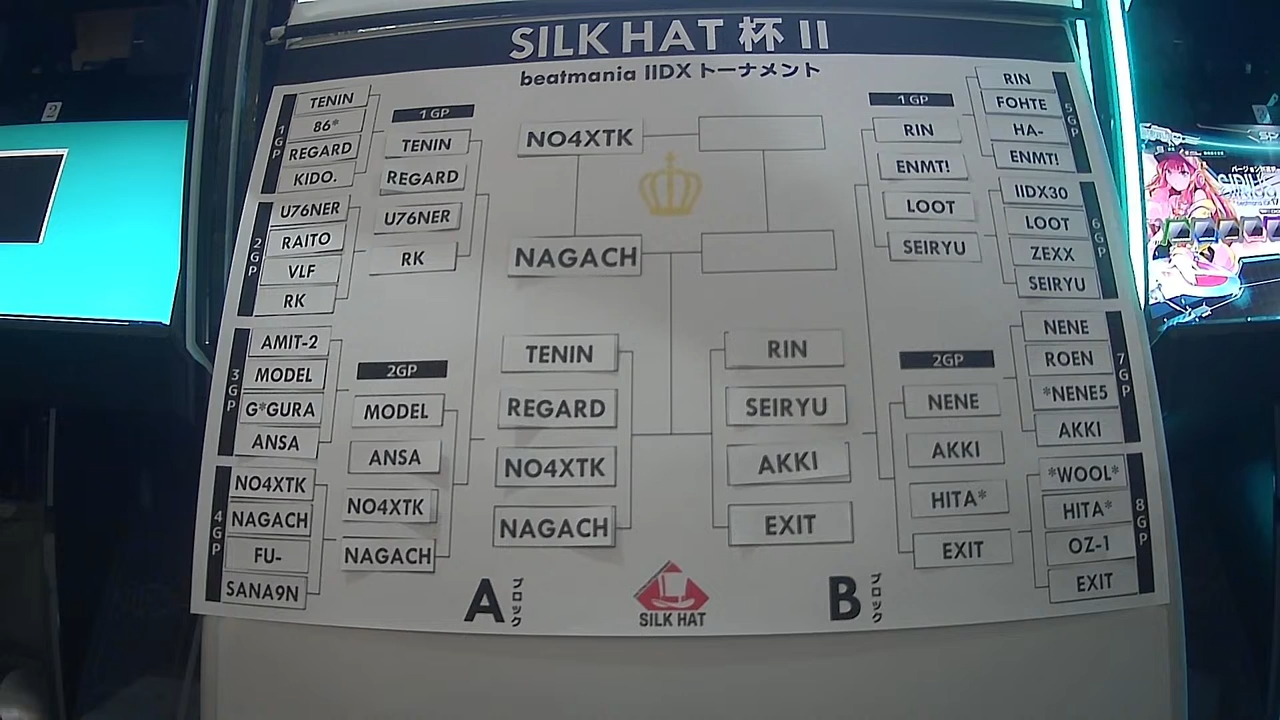 SILK HAT 杯 II
beatmania IIDX トーナメント
1GP
TENIN
86*
REGARD
KIDO.
2GP
U76NER
RAITO
VLF
RK
3GP
AMIT-2
MODEL
G*GURA
ANSA
4GP
NO4XTK
NAGACH
FU-
SANA9N
1GP
TENIN
REGARD
U76NER
RK
2GP
MODEL
ANSA
NO4XTK
NAGACH
NO4XTK
NAGACH
TENIN
REGARD
NO4XTK
NAGACH
RIN
SEIRYU
AKKI
EXIT
1GP
RIN
ENMT!
LOOT
SEIRYU
2GP
NENE
AKKI
HITA*
EXIT
RIN
FOHTE
HA-
ENMT!
5GP
IIDX30
LOOT
ZEXX
SEIRYU
6GP
NENE
ROEN
*NENE5
AKKI
7GP
*WOOL*
HITA*
OZ-1
EXIT
8GP
Aブロック
SILK HAT
Bブロック